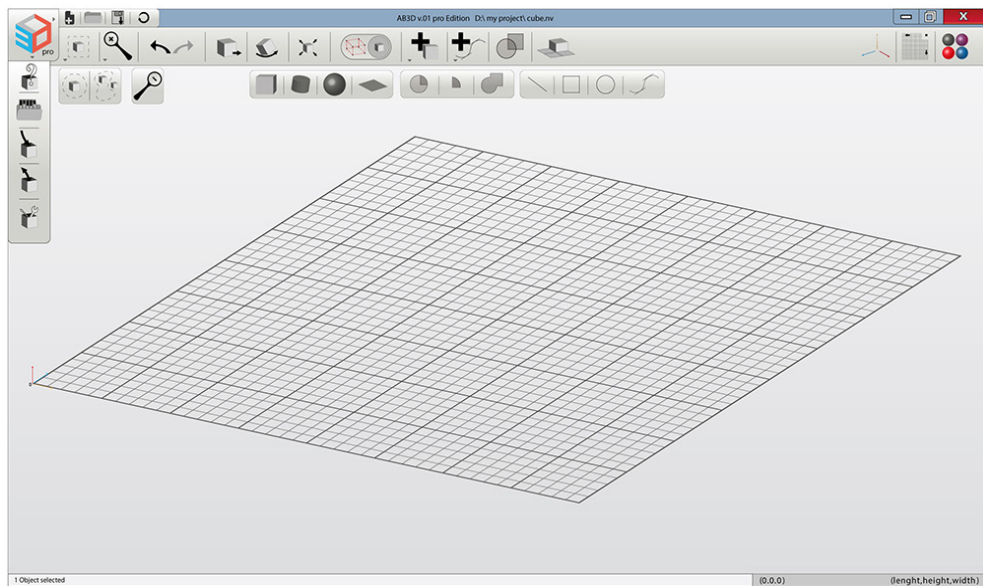 AB3D v.01 pro Edition D:\ my project\ cube.nv
pro
1 Object selected
(0.0.0)
(lenght,height,width)